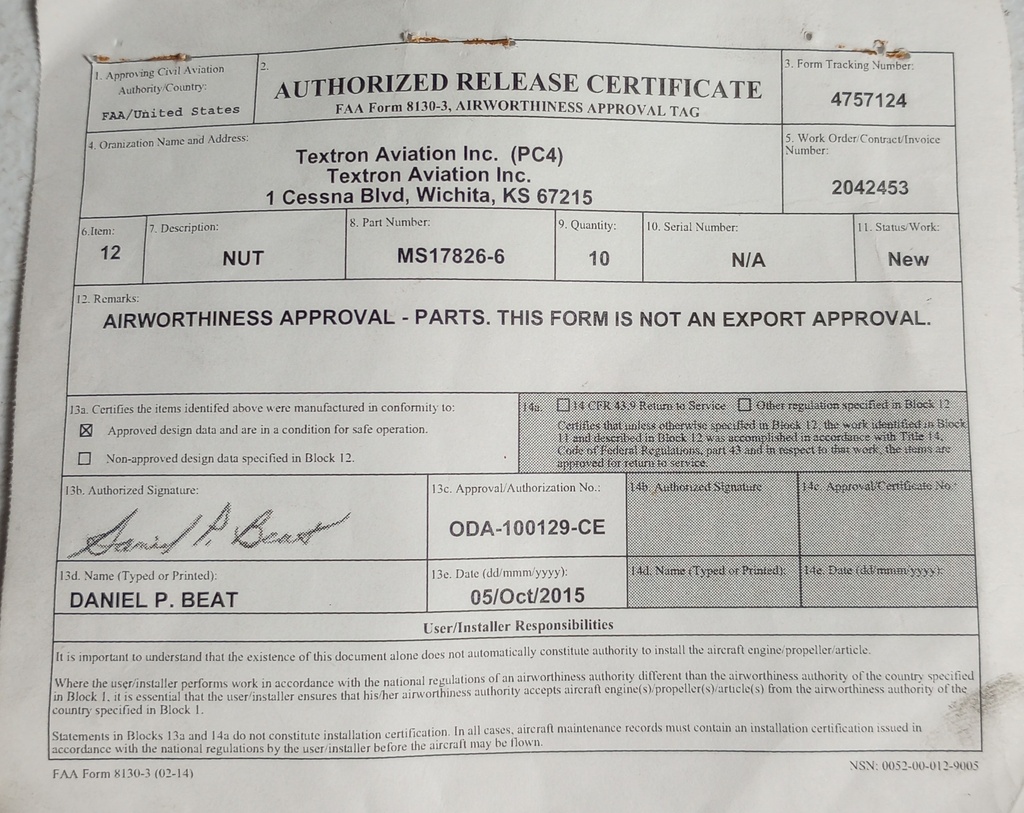 1. Approving Civil Aviation
Authority/Country:
FAA/United States
2.
AUTHORIZED RELEASE CERTIFICATE
FAA Form 8130-3, AIRWORTHINESS APPROVAL TAG
3. Form Tracking Number:
4757124
4. Oranization Name and Address:
Textron Aviation Inc. (PC4)
Textron Aviation Inc.
1 Cessna Blvd, Wichita, KS 67215
5. Work Order/Contract/Invoice
Number:
2042453
6.Item:
12
7. Description:
NUT
8. Part Number:
MS17826-6
9. Quantity:
10
10. Serial Number:
N/A
11. Status/Work:
New
12. Remarks:
AIRWORTHINESS APPROVAL - PARTS. THIS FORM IS NOT AN EXPORT APPROVAL.
13a. Certifies the items identifed above were manufactured in conformity to:
Approved design data and are in a condition for safe operation.
Non-approved design data specified in Block 12.
14a. 14 CFR 43.9 Return to Service Other regulation specified in Block 12
Certifies that unless otherwise specified in Block 12, the work identified in Block
11 and described in Block 12 was accomplished in accordance with Title 14,
Code of Federal Regulations, part 43 and in respect to that work, the items are
approved for return to service.
13b. Authorized Signature:
Daniel P. Beat
13c. Approval/Authorization No.:
ODA-100129-CE
14b. Authorized Signature
14c. Approval/Certificate No.:
13d. Name (Typed or Printed):
DANIEL P. BEAT
13e. Date (dd/mmm/yyyy):
05/Oct/2015
14d. Name (Typed or Printed):
14e. Date (dd/mmm/yyyy):
User/Installer Responsibilities
It is important to understand that the existence of this document alone does not automatically constitute authority to install the aircraft engine/propeller/article.
Where the user/installer performs work in accordance with the national regulations of an airworthiness authority different than the airworthiness authority of the country specified
in Block 1, it is essential that the user/installer ensures that his/her airworthiness authority accepts aircraft engine(s)/propeller(s)/article(s) from the airworthiness authority of the
country specified in Block 1.
Statements in Blocks 13a and 14a do not constitute installation certification. In all cases, aircraft maintenance records must contain an installation certification issued in
accordance with the national regulations by the user/installer before the aircraft may be flown.
FAA Form 8130-3 (02-14)
NSN: 0052-00-012-9005